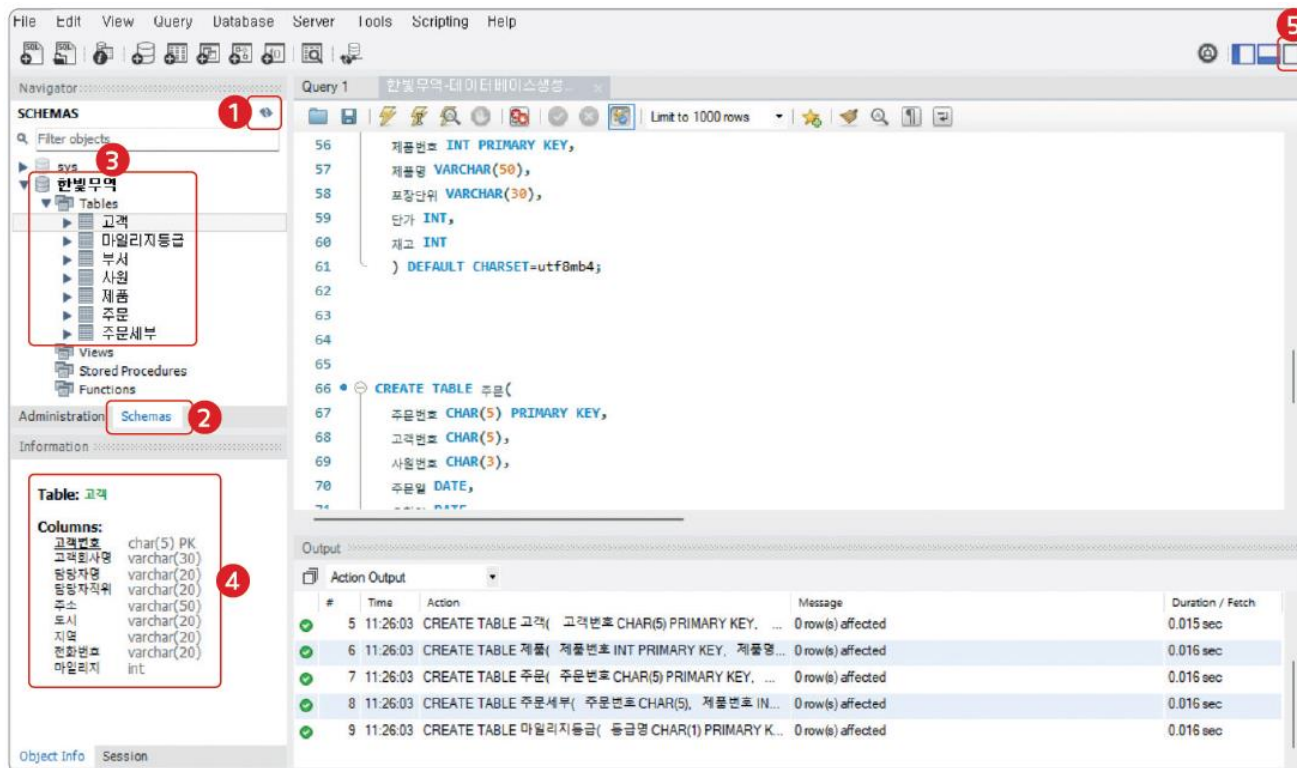 File Edit View Query Database Server Tools Scripting Help
5
Navigator
SCHEMAS
1
Filter objects
3
sys
한빛무역
Tables
고객
마일리지등급
부서
사원
제품
주문
주문세부
Views
Stored Procedures
Functions
Administration Schemas
2
Information
Table: 고객
Columns:
고객번호 char(5) PK
고객회사명 varchar(30)
담당자명 varchar(20)
담당자직위 varchar(20)
주소 varchar(50)
도시 varchar(20)
지역 varchar(20)
전화번호 varchar(20)
마일리지 int
4
Object Info Session
Query 1 한빛무역-데이터베이스생성...
Limit to 1000 rows
56 제품번호 INT PRIMARY KEY,
57 제품명 VARCHAR(50),
58 포장단위 VARCHAR(30),
59 단가 INT,
60 재고 INT
61 ) DEFAULT CHARSET=utf8mb4;
62
63
64
65
66 CREATE TABLE 주문(
67 주문번호 CHAR(5) PRIMARY KEY,
68 고객번호 CHAR(5),
69 사원번호 CHAR(3),
70 주문일 DATE,
Output
Action Output
# Time Action Message Duration / Fetch
5 11:26:03 CREATE TABLE 고객( 고객번호 CHAR(5) PRIMARY KEY, ... 0 row(s) affected 0.015 sec
6 11:26:03 CREATE TABLE 제품( 제품번호 INT PRIMARY KEY, 제품명... 0 row(s) affected 0.016 sec
7 11:26:03 CREATE TABLE 주문( 주문번호 CHAR(5) PRIMARY KEY, ... 0 row(s) affected 0.016 sec
8 11:26:03 CREATE TABLE 주문세부( 주문번호 CHAR(5), 제품번호 IN... 0 row(s) affected 0.016 sec
9 11:26:03 CREATE TABLE 마일리지등급( 등급명 CHAR(1) PRIMARY K... 0 row(s) affected 0.016 sec